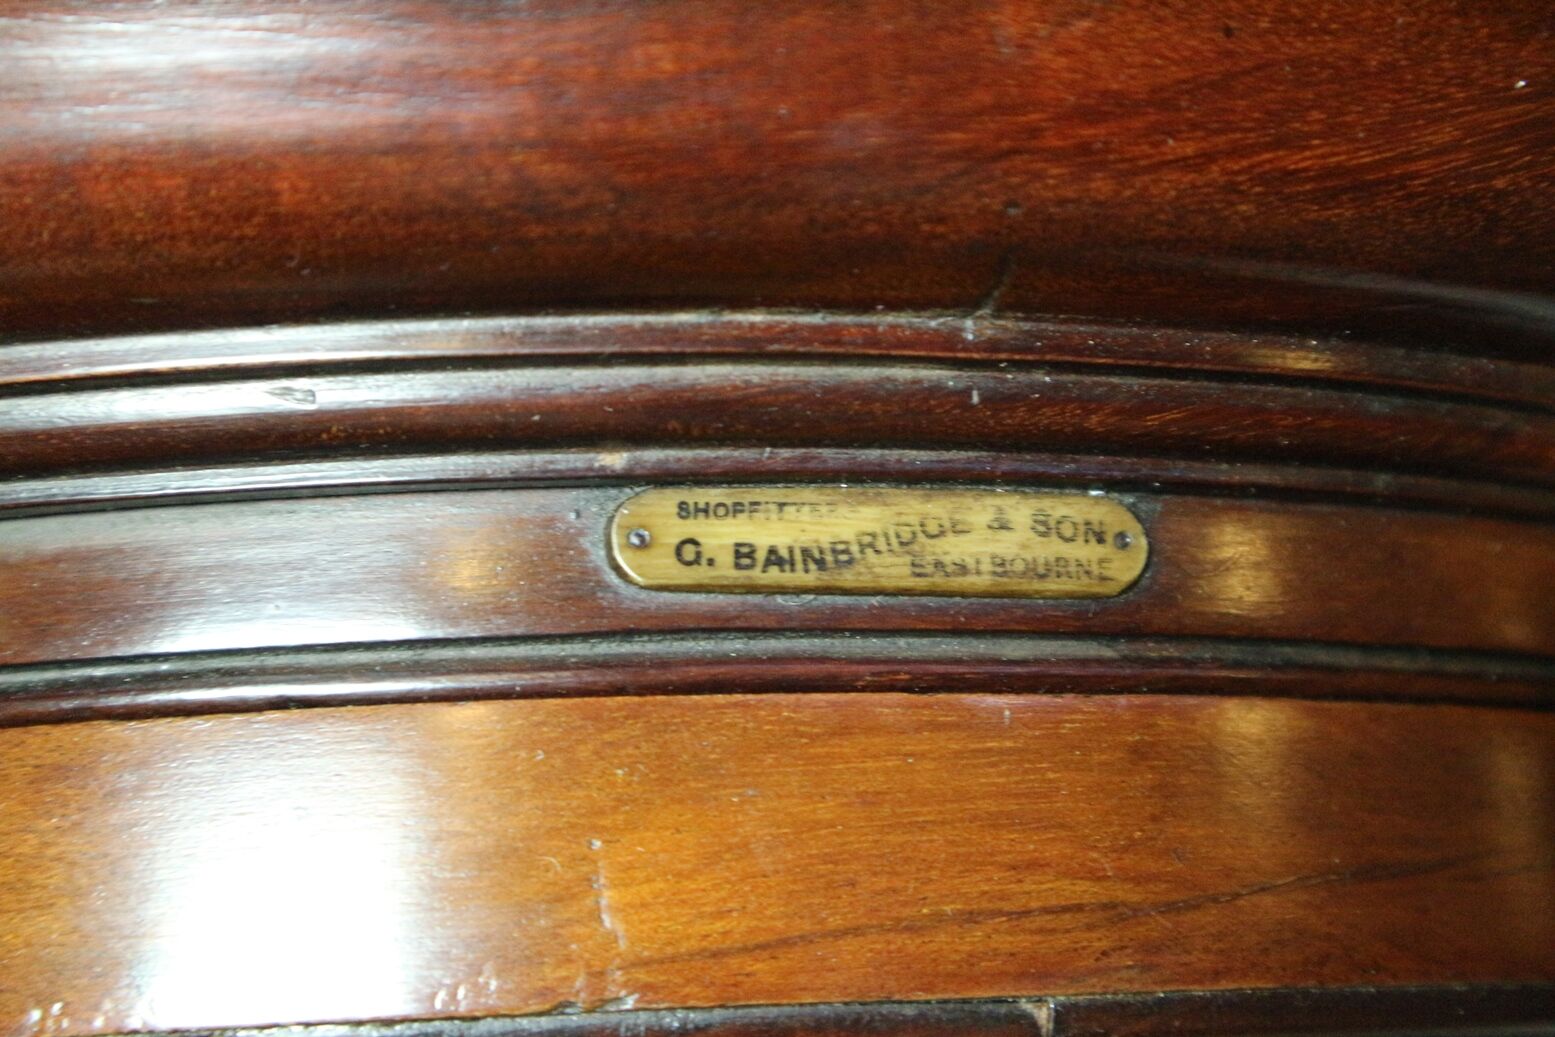 SHOPFITTERS
G. BAINBRIDGE & SON
EASTBOURNE